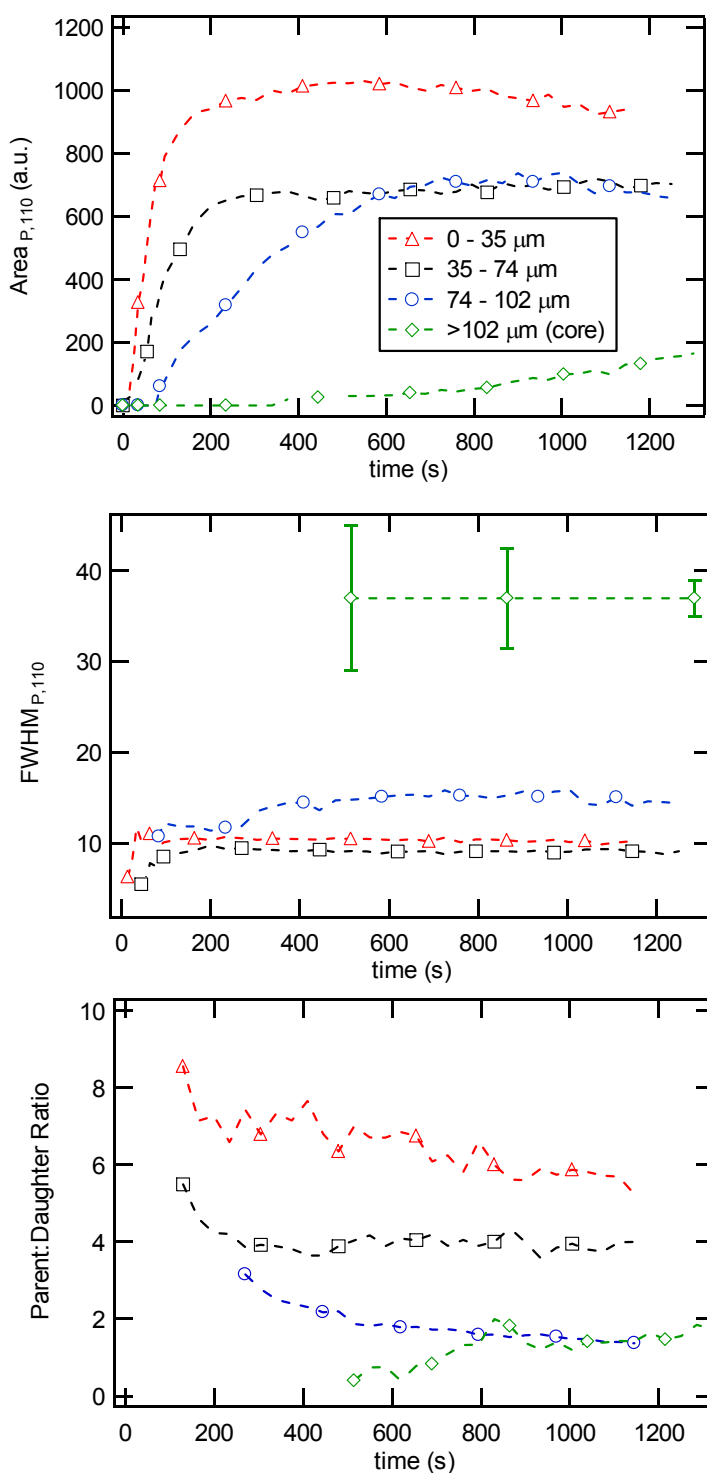 1200
1000
800
600
400
200
0
Area P,110 (a.u.)
0 - 35 μm
35 - 74 μm
74 - 102 μm
>102 μm (core)
0 200 400 600 800 1000 1200
time (s)
40
30
20
10
FWHM P,110
0 200 400 600 800 1000 1200
time (s)
10
8
6
4
2
0
Parent:Daughter Ratio
0 200 400 600 800 1000 1200
time (s)